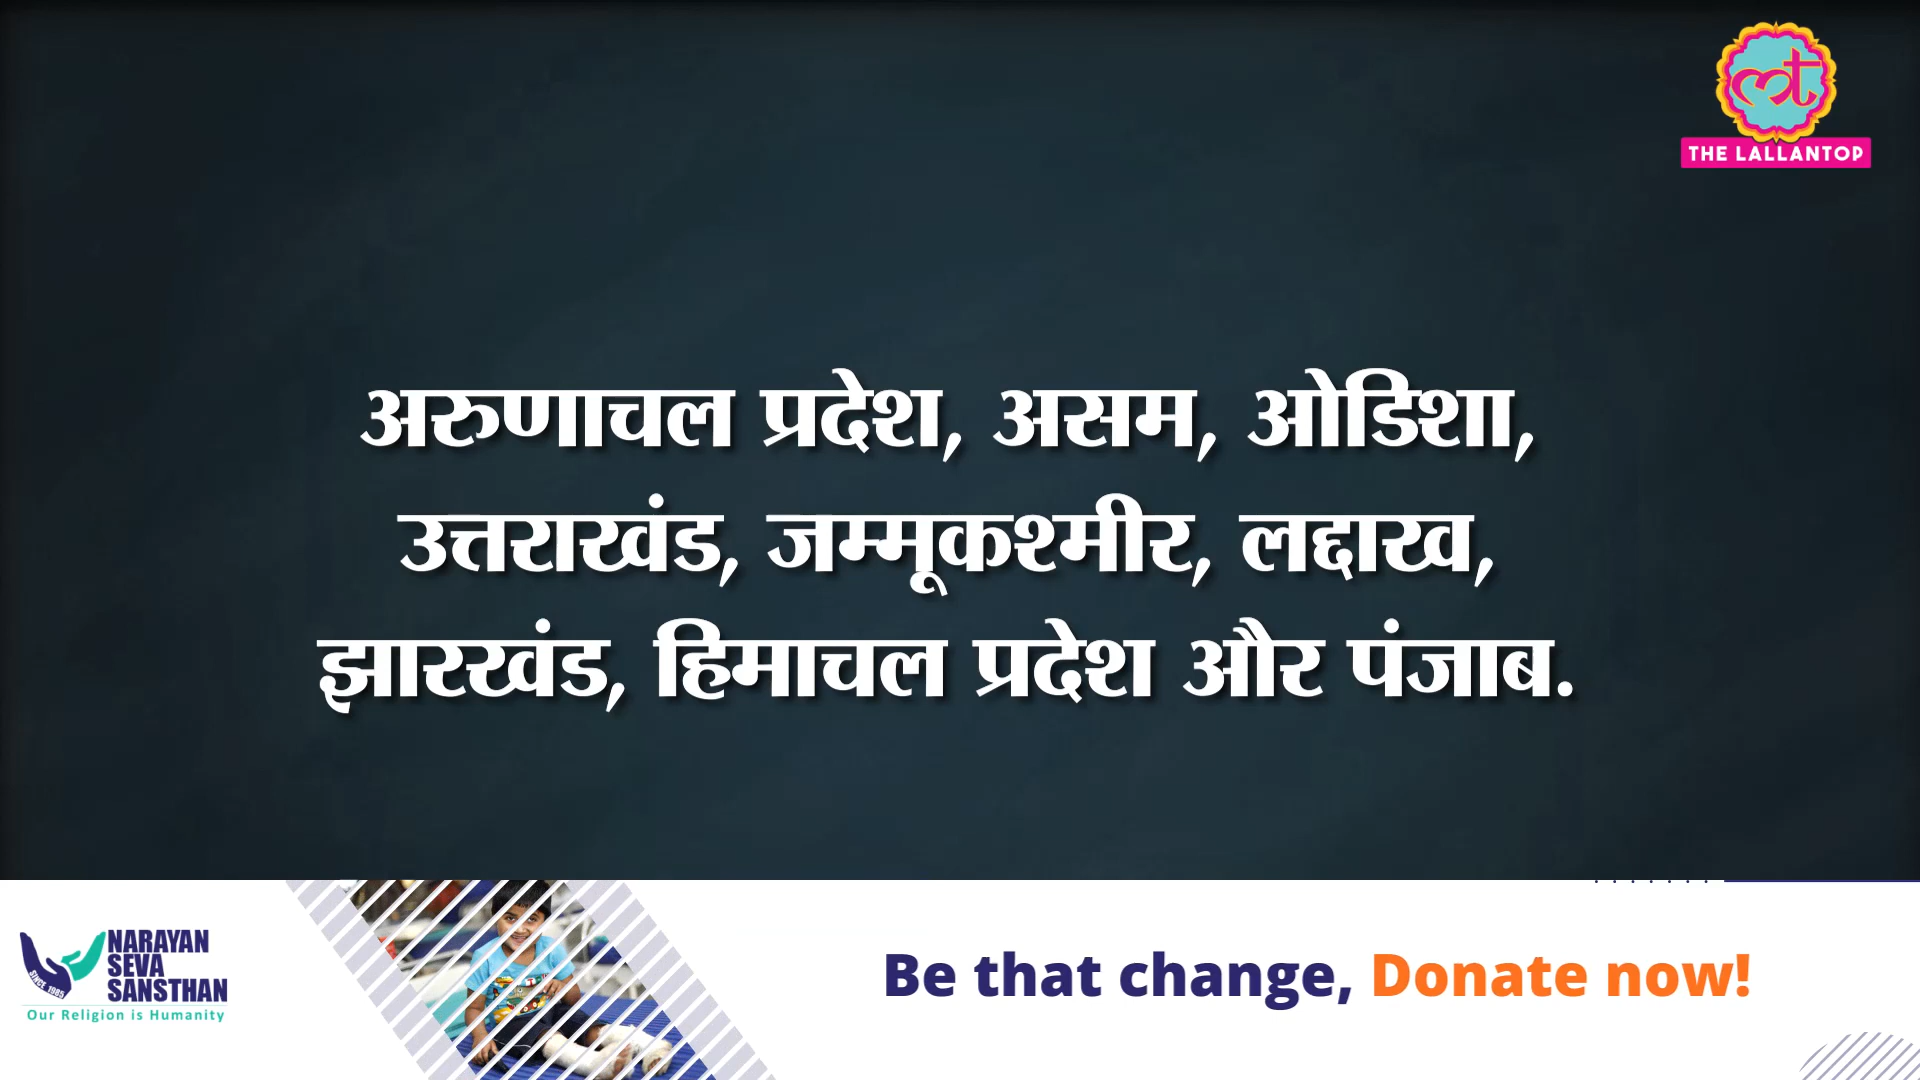 लt
THE LALLANTOP
अरुणाचल प्रदेश, असम, ओडिशा,
उत्तराखंड, जम्मूकश्मीर, लद्दाख,
झारखंड, हिमाचल प्रदेश और पंजाब.
NARAYAN
SEVA
SANSTHAN
SINCE 1985
Our Religion is Humanity
Be that change, Donate now!